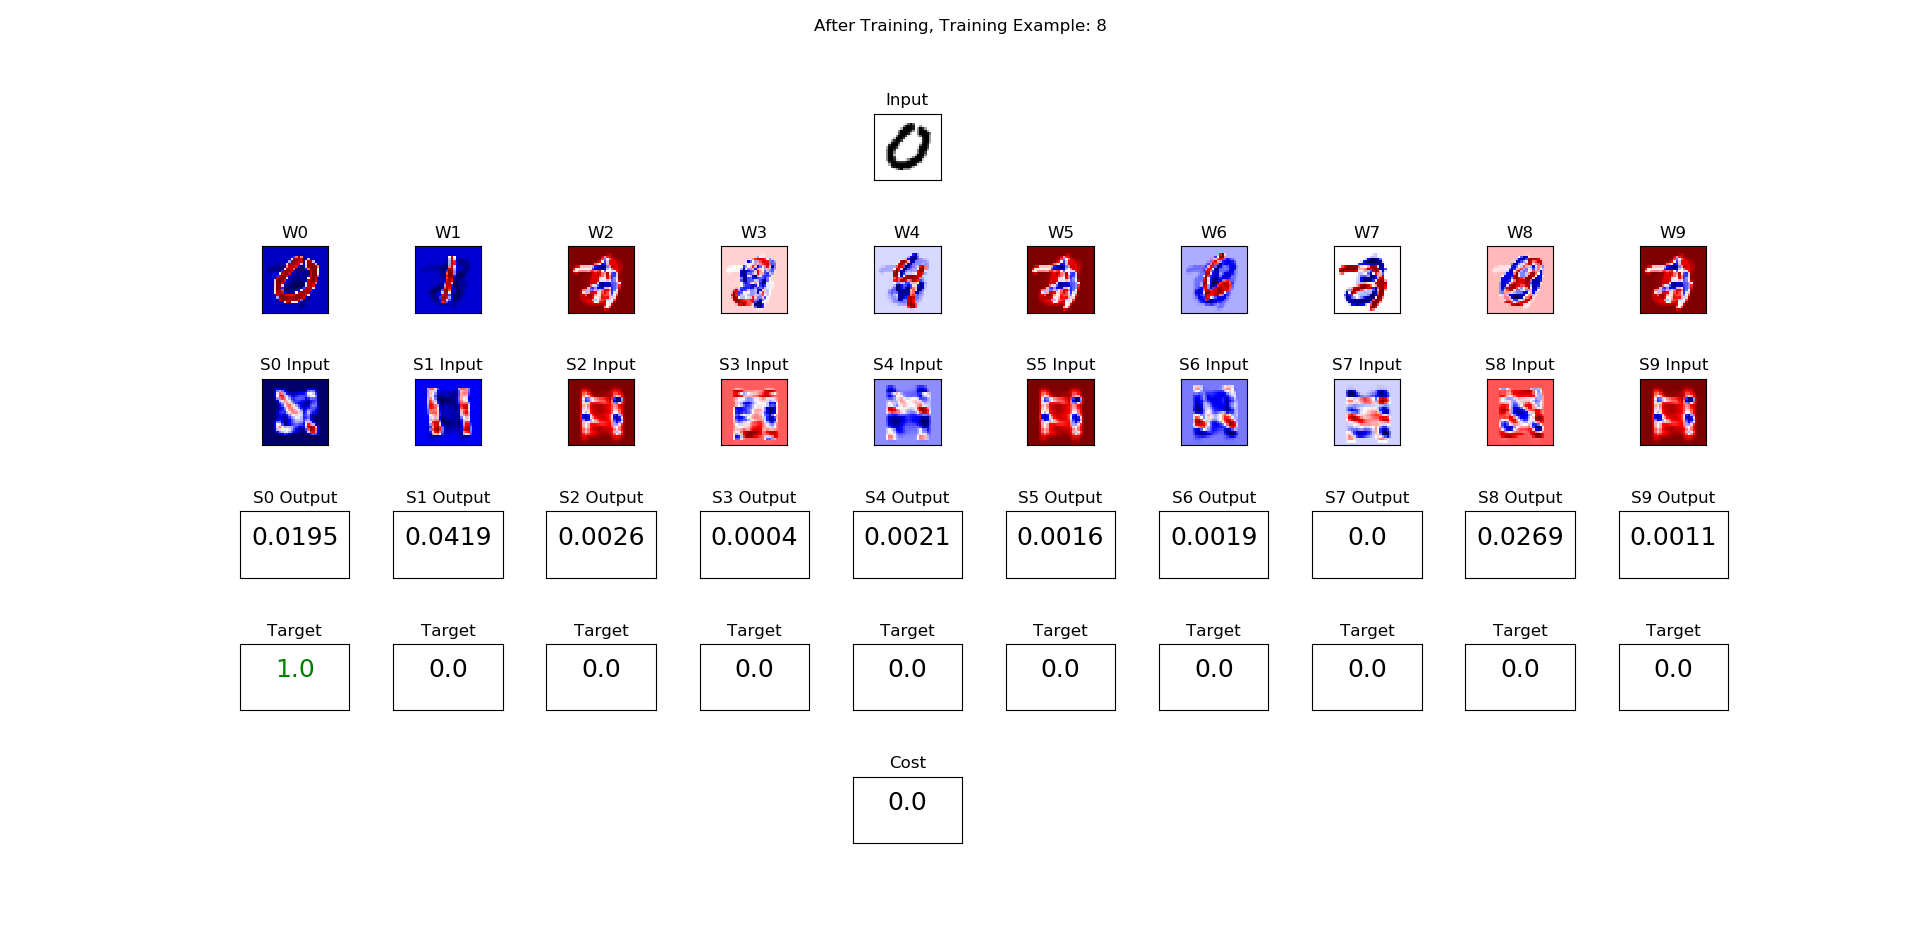 After Training, Training Example: 8
Input
0
W0 W1 W2 W3 W4 W5 W6 W7 W8 W9
S0 Input S1 Input S2 Input S3 Input S4 Input S5 Input S6 Input S7 Input S8 Input S9 Input
S0 Output S1 Output S2 Output S3 Output S4 Output S5 Output S6 Output S7 Output S8 Output S9 Output
0.0195 0.0419 0.0026 0.0004 0.0021 0.0016 0.0019 0.0 0.0269 0.0011
Target Target Target Target Target Target Target Target Target Target
1.0 0.0 0.0 0.0 0.0 0.0 0.0 0.0 0.0 0.0
Cost
0.0